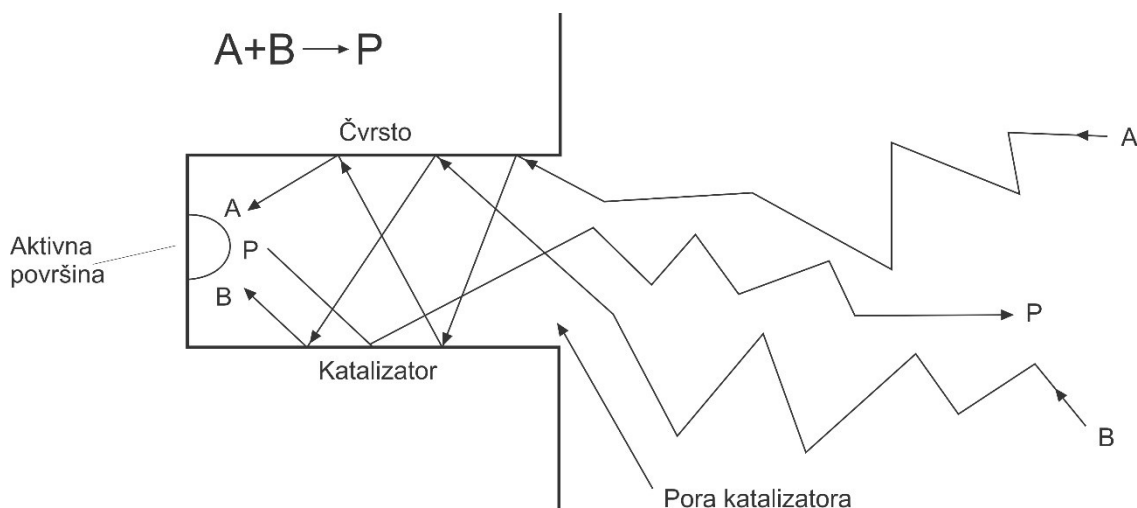 A+B → P
Čvrsto
A
A
Aktivna
površina
P
B
P
Katalizator
B
Pora katalizatora